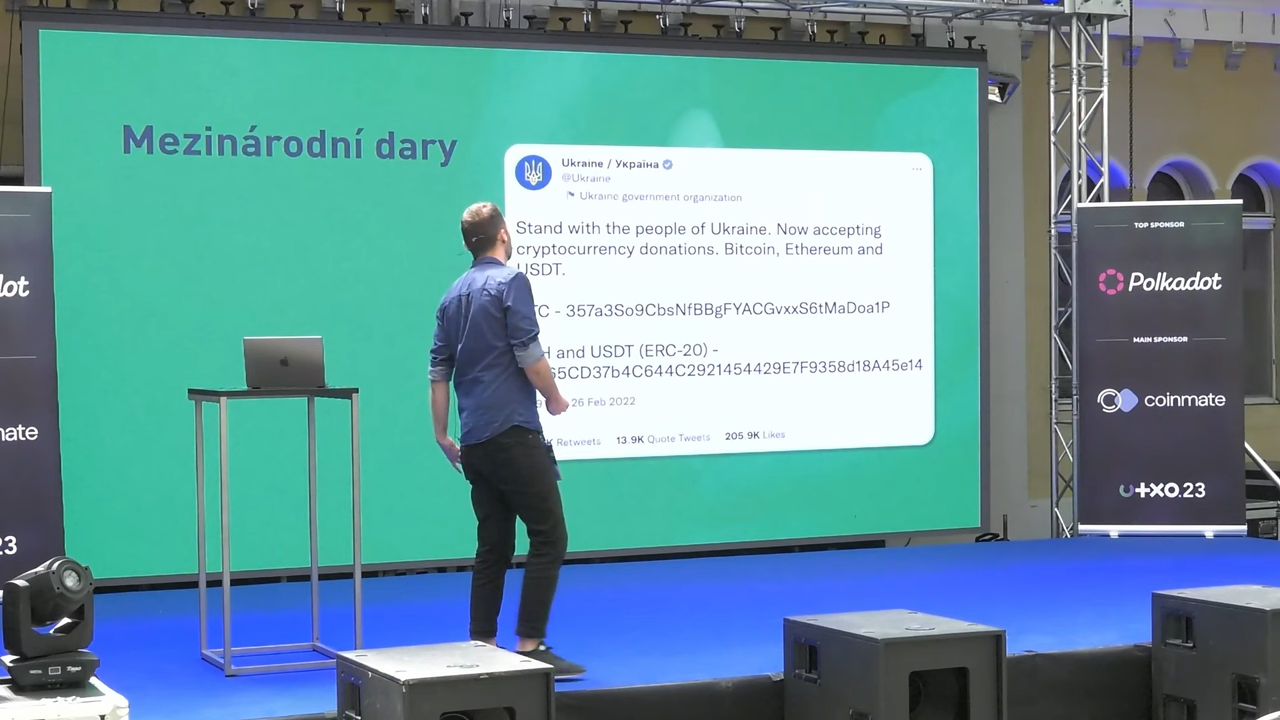 Mezinárodní dary
Ukraine / Україна
@Ukraine
Ukraine government organization
Stand with the people of Ukraine. Now accepting
cryptocurrency donations. Bitcoin, Ethereum and
USDT.
TC - 357a3So9CbsNfBBgFYACGvxxS6tMaDoa1P
H and USDT (ERC-20) -
65CD37b4C644C2921454429E7F9358d18A45e14
26 Feb 2022
K Retweets 13.9K Quote Tweets 205.9K Likes
TOP SPONSOR
Polkadot
MAIN SPONSOR
coinmate
UTXO.23
dot
mate
23